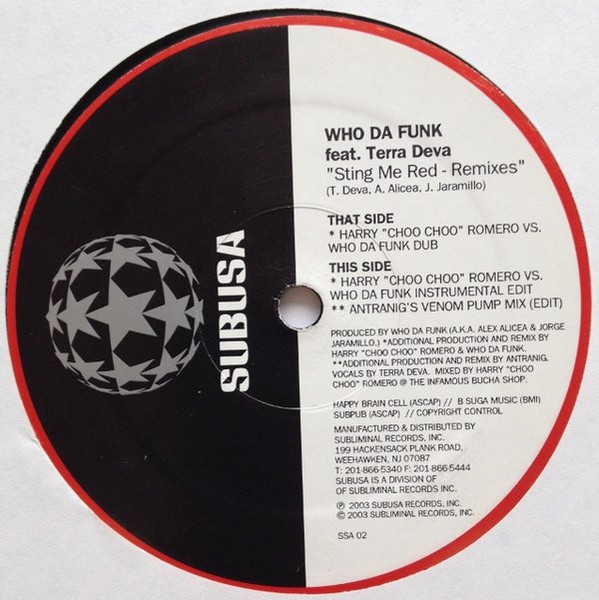 SUBUSA
WHO DA FUNK
feat. Terra Deva
"Sting Me Red - Remixes"
(T. Deva, A. Alicea, J. Jaramillo)
THAT SIDE
* HARRY "CHOO CHOO" ROMERO VS.
WHO DA FUNK DUB
THIS SIDE
* HARRY "CHOO CHOO" ROMERO VS.
WHO DA FUNK INSTRUMENTAL EDIT
** ANTRANIG'S VENOM PUMP MIX (EDIT)
PRODUCED BY WHO DA FUNK (A.K.A. ALEX ALICEA & JORGE
JARAMILLO.) *ADDITIONAL PRODUCTION AND REMIX BY
HARRY "CHOO CHOO" ROMERO & WHO DA FUNK.
**ADDITIONAL PRODUCTION AND REMIX BY ANTRANIG.
VOCALS BY TERRA DEVA. MIXED BY HARRY "CHOO
CHOO" ROMERO @ THE INFAMOUS BUCHA SHOP.
HAPPY BRAIN CELL (ASCAP) // B SUGA MUSIC (BMI)
SUBPUB (ASCAP) // COPYRIGHT CONTROL
MANUFACTURED & DISTRIBUTED BY
SUBLIMINAL RECORDS, INC.
199 HACKENSACK PLANK ROAD,
WEEHAWKEN, NJ 07087
T: 201-866-5340 F: 201-866-5444
SUBUSA IS A DIVISION OF
OF SUBLIMINAL RECORDS, INC.
℗ 2003 SUBUSA RECORDS, INC.
© 2003 SUBLIMINAL RECORDS, INC.
SSA 02